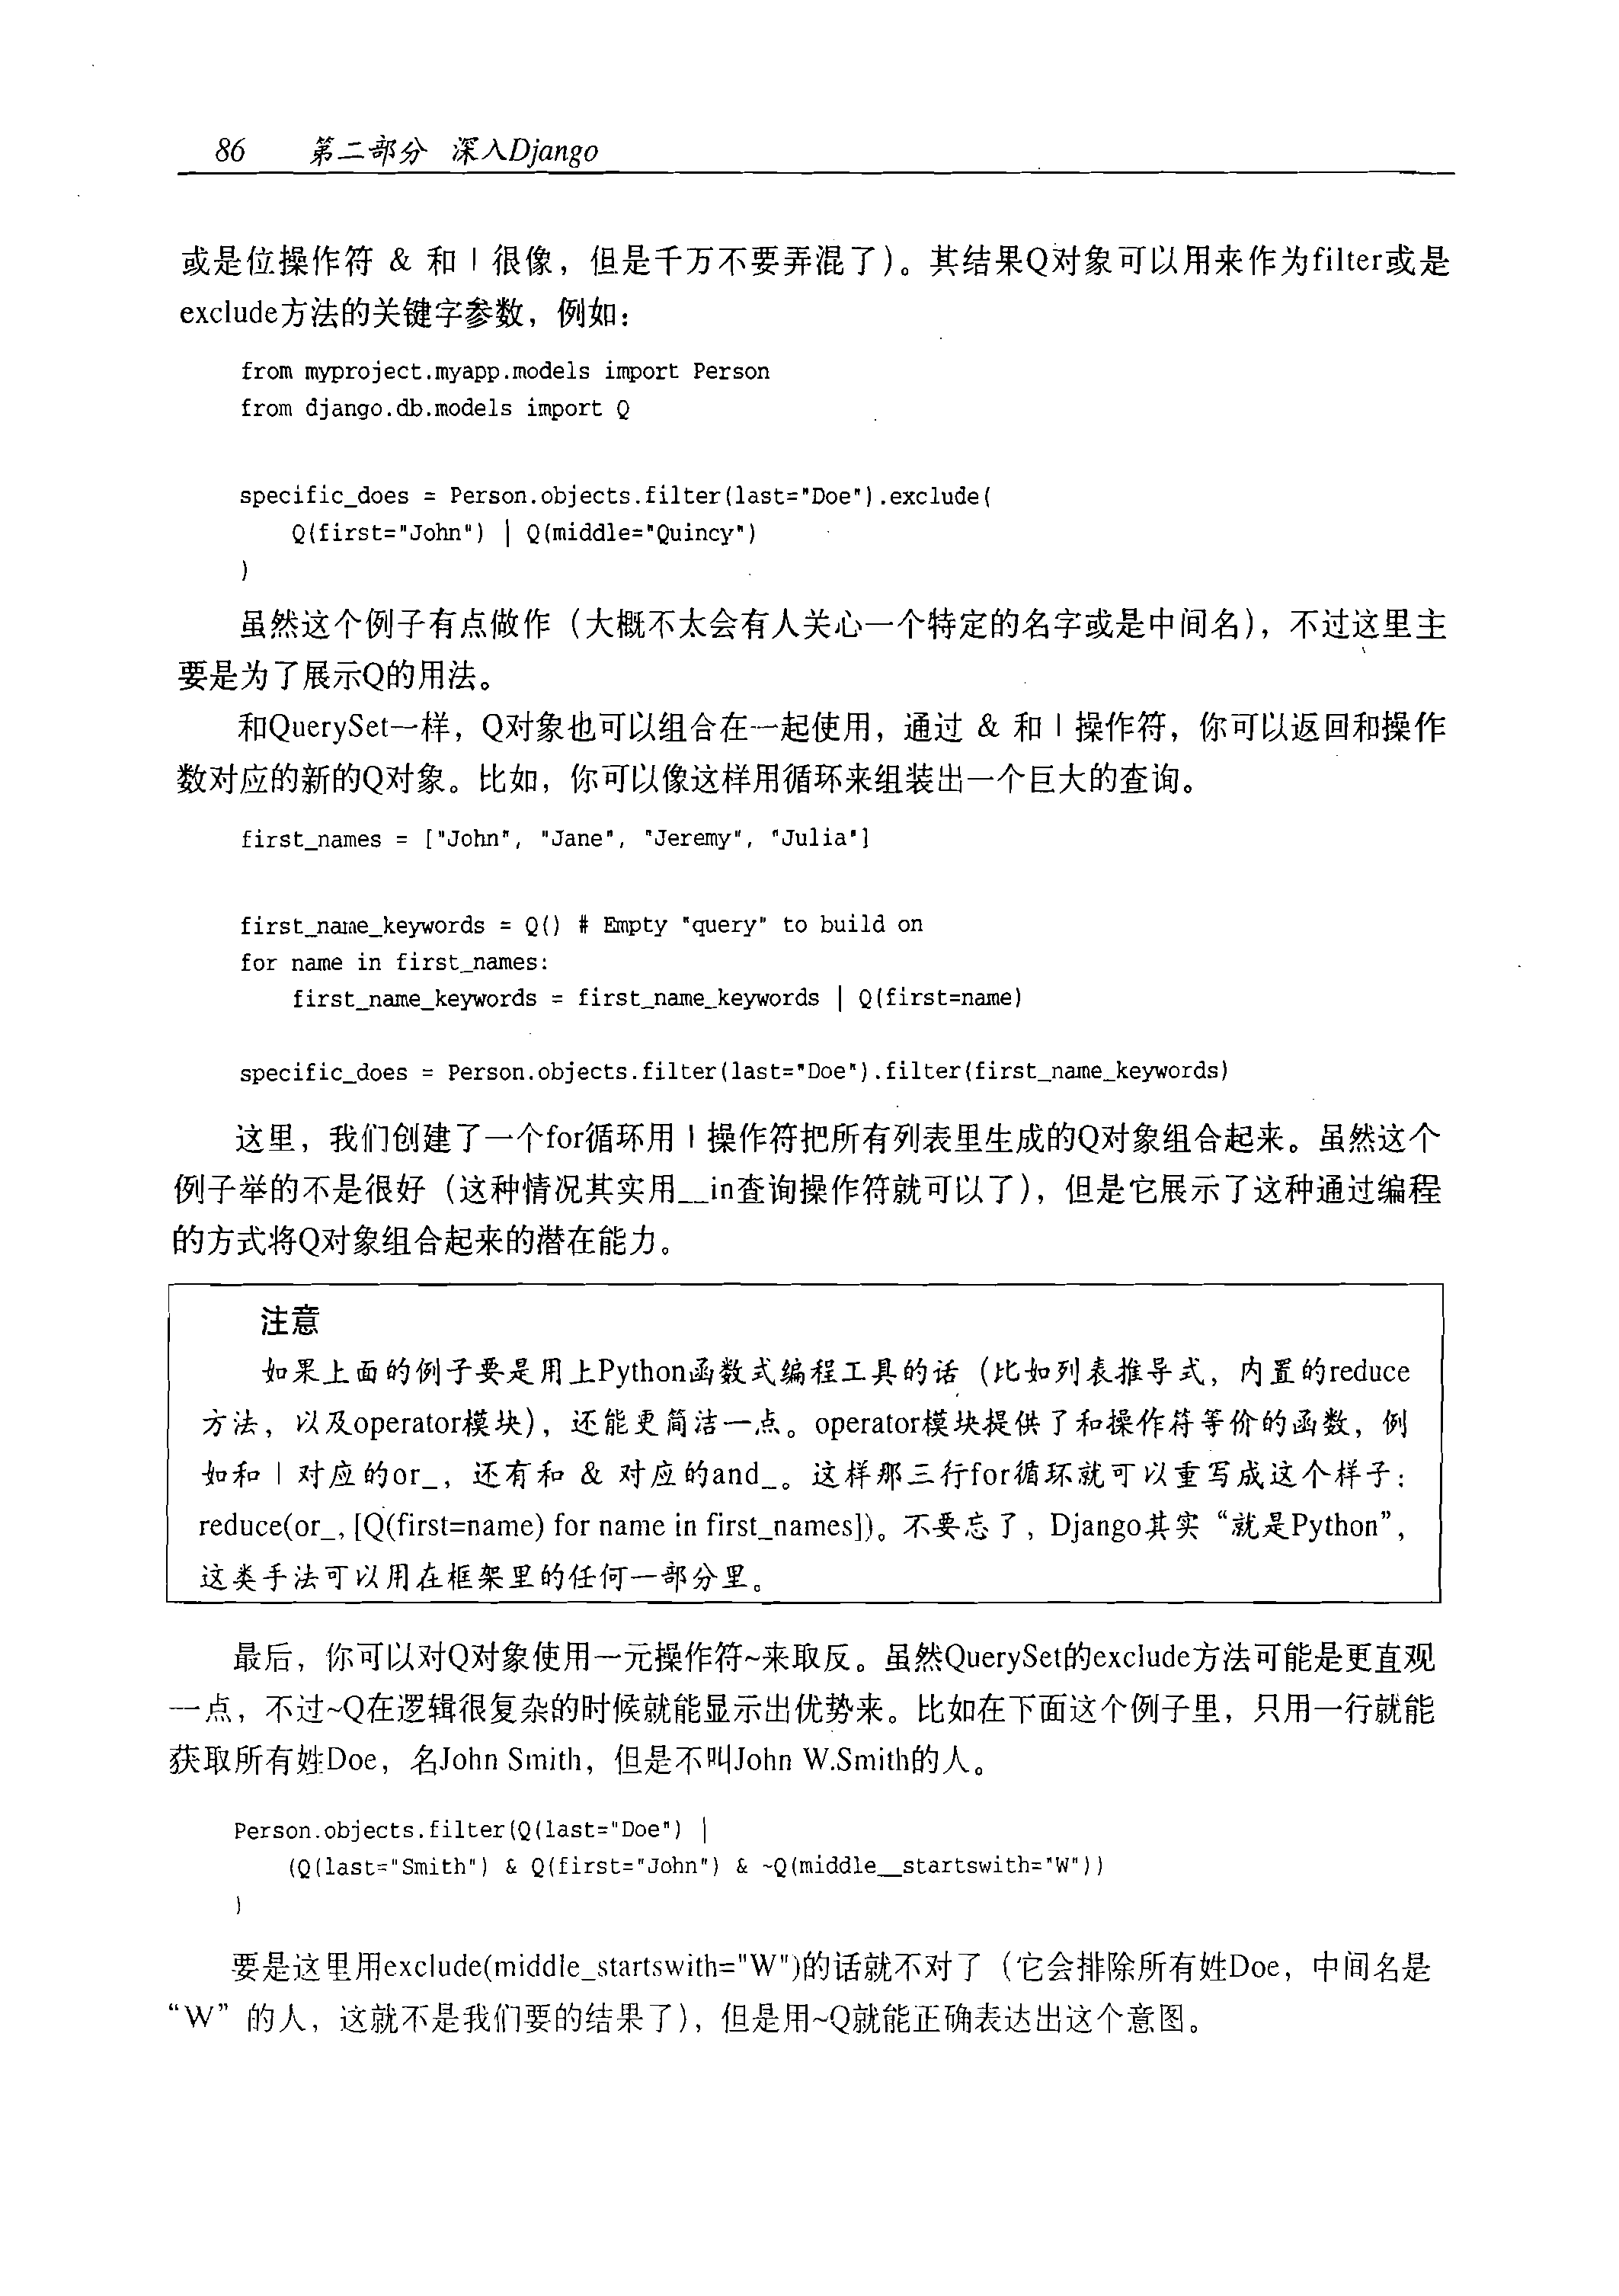 86 第二部分 深入Django
或是位操作符 & 和 | 很像，但是千万不要弄混了）。其结果Q对象可以用来作为filter或是
exclude方法的关键字参数，例如：
from myproject.myapp.models import Person
from django.db.models import Q
specific_does = Person.objects.filter(last="Doe").exclude(
    Q(first="John") | Q(middle="Quincy")
)
虽然这个例子有点做作（大概不太会有人关心一个特定的名字或是中间名），不过这里主
要是为了展示Q的用法。
和QuerySet一样，Q对象也可以组合在一起使用，通过 & 和 | 操作符，你可以返回和操作
数对应的新的Q对象。比如，你可以像这样用循环来组装出一个巨大的查询。
first_names = ["John", "Jane", "Jeremy", "Julia"]
first_name_keywords = Q() # Empty "query" to build on
for name in first_names:
    first_name_keywords = first_name_keywords | Q(first=name)
specific_does = Person.objects.filter(last="Doe").filter(first_name_keywords)
这里，我们创建了一个for循环用 | 操作符把所有列表里生成的Q对象组合起来。虽然这个
例子举的不是很好（这种情况其实用__in查询操作符就可以了），但是它展示了这种通过编程
的方式将Q对象组合起来的潜在能力。
注意
如果上面的例子要是用上Python函数式编程工具的话（比如列表推导式，内置的reduce
方法，以及operator模块），还能更简洁一点。operator模块提供了和操作符等价的函数，例
如和 | 对应的or_，还有和 & 对应的and_。这样那三行for循环就可以重写成这个样子：
reduce(or_, [Q(first=name) for name in first_names])。不要忘了，Django其实“就是Python”，
这类手法可以用在框架里的任何一部分里。
最后，你可以对Q对象使用一元操作符~来取反。虽然QuerySet的exclude方法可能是更直观
一点，不过~Q在逻辑很复杂的时候就能显示出优势来。比如在下面这个例子里，只用一行就能
获取所有姓Doe，名John Smith，但是不叫John W.Smith的人。
Person.objects.filter(Q(last="Doe") |
    (Q(last="Smith") & Q(first="John") & ~Q(middle__startswith="W"))
)
要是这里用exclude(middle_startswith="W")的话就不对了（它会排除所有姓Doe，中间名是
“W”的人，这就不是我们要的结果了），但是用~Q就能正确表达出这个意图。